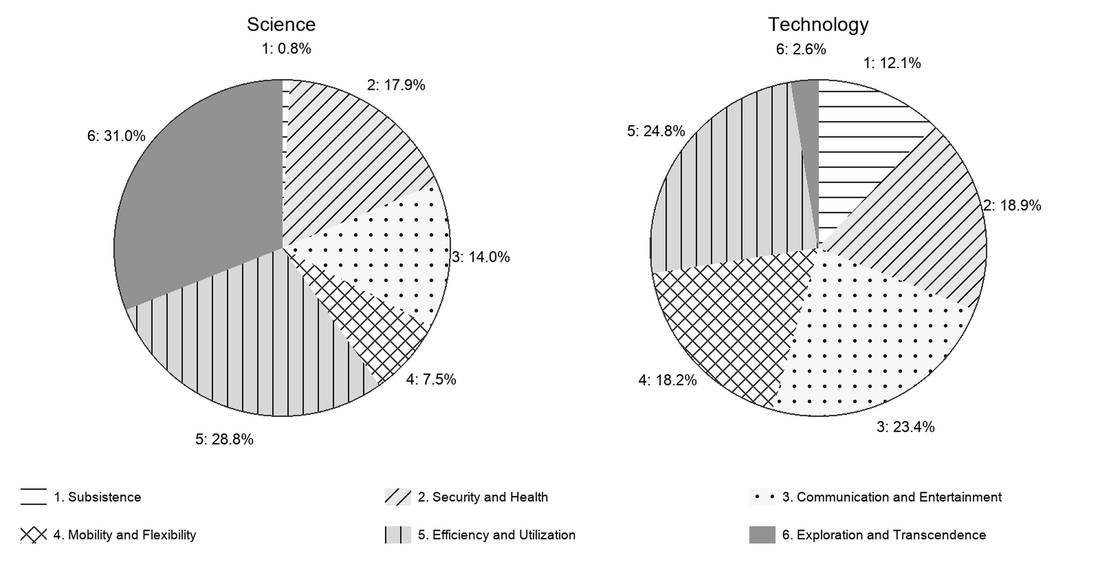 Science
Technology
1: 0.8%
6: 2.6%
1: 12.1%
2: 17.9%
6: 31.0%
5: 24.8%
2: 18.9%
3: 14.0%
4: 7.5%
4: 18.2%
3: 23.4%
5: 28.8%
1. Subsistence
2. Security and Health
3. Communication and Entertainment
4. Mobility and Flexibility
5. Efficiency and Utilization
6. Exploration and Transcendence